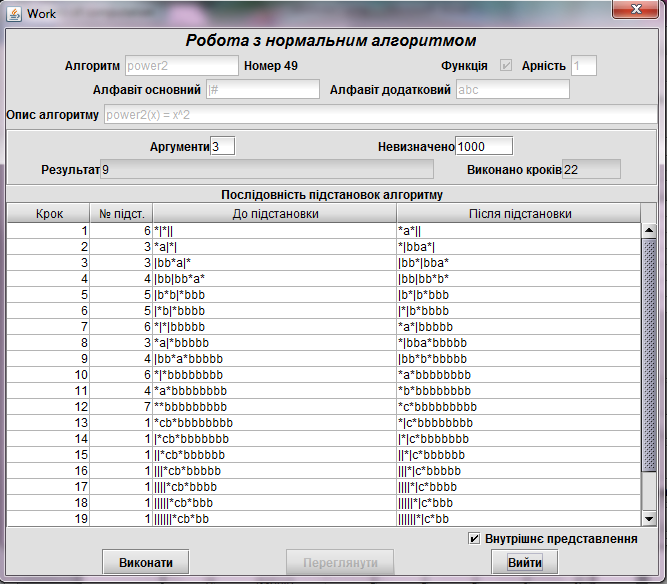 Work
Робота з нормальним алгоритмом
Алгоритм power2 Номер 49 Функція Арність 1
Алфавіт основний |# Алфавіт додатковий abc
Опис алгоритму power2(x) = x^2
Аргументи 3 Невизначено 1000
Результат 9 Виконано кроків 22
Послідовність підстановок алгоритму
Крок № підст. До підстановки Після підстановки
1 6 *|*|| *a*||
2 3 *a|*| *|bba*|
3 3 |bb*a|* |bb*|bba*
4 4 |bb|bb*a* |bb|bb*b*
5 5 |b*b|*bbb |b*|b*bbb
6 5 |*b|*bbbb |*|b*bbbb
7 6 *|*|bbbbb *a*|bbbbb
8 3 *a|*bbbbb *|bba*bbbbb
9 4 |bb*a*bbbbb |bb*b*bbbbb
10 6 *|*bbbbbbbb *a*bbbbbbbb
11 4 *a*bbbbbbbb *b*bbbbbbbb
12 7 **bbbbbbbbb *c*bbbbbbbbb
13 1 *cb*bbbbbbbb *|c*bbbbbbbb
14 1 |*cb*bbbbbbb |*|c*bbbbbbb
15 1 ||*cb*bbbbbb ||*|c*bbbbbb
16 1 |||*cb*bbbbb |||*|c*bbbbb
17 1 ||||*cb*bbbb ||||*|c*bbbb
18 1 |||||*cb*bbb |||||*|c*bbb
19 1 ||||||*cb*bb ||||||*|c*bb
Внутрішнє представлення
Виконати Переглянути Вийти